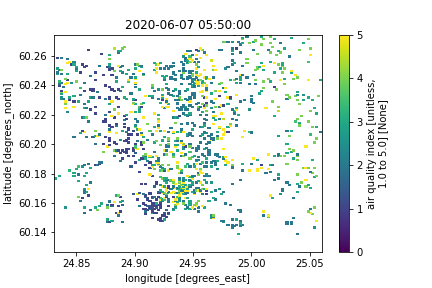 2020-06-07 05:50:00
60.26
60.24
60.22
60.20
60.18
60.16
60.14
latitude [degrees_north]
24.85 24.90 24.95 25.00 25.05
longitude [degrees_east]
5
4
3
2
1
0
air quality index [unitless,
1.0 to 5.0] [None]